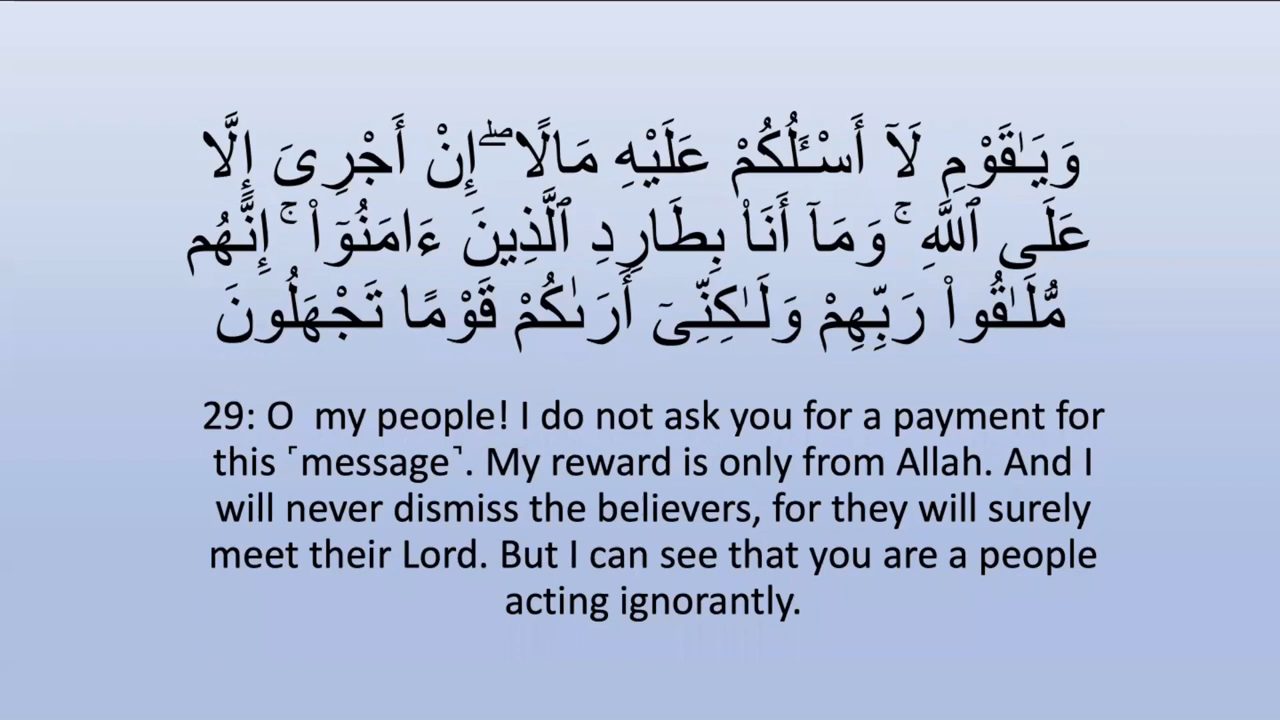 وَيَـٰقَوْمِ لَآ أَسْـَٔلُكُمْ عَلَيْهِ مَالًا ۖ إِنْ أَجْرِىَ إِلَّا
عَلَى ٱللَّهِ ۚ وَمَآ أَنَا۠ بِطَارِدِ ٱلَّذِينَ ءَامَنُوٓا۟ ۚ إِنَّهُم
مُّلَـٰقُوا۟ رَبِّهِمْ وَلَـٰكِنِّىٓ أَرَىٰكُمْ قَوْمًا تَجْهَلُونَ
29: O  my people! I do not ask you for a payment for
this ˹message˺. My reward is only from Allah. And I
will never dismiss the believers, for they will surely
meet their Lord. But I can see that you are a people
acting ignorantly.